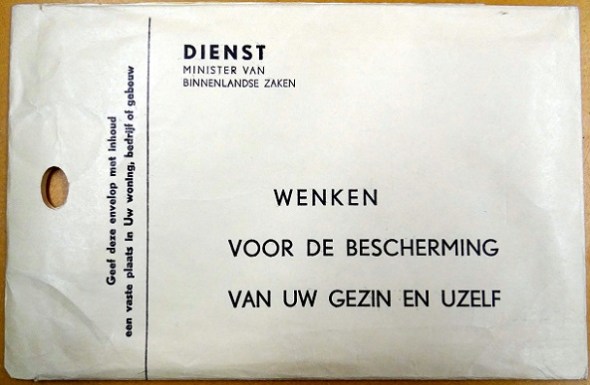 DIENST
MINISTER VAN
BINNENLANDSE ZAKEN
Geef deze envelop met inhoud
een vaste plaats in Uw woning, bedrijf of gebouw
WENKEN
VOOR DE BESCHERMING
VAN UW GEZIN EN UZELF